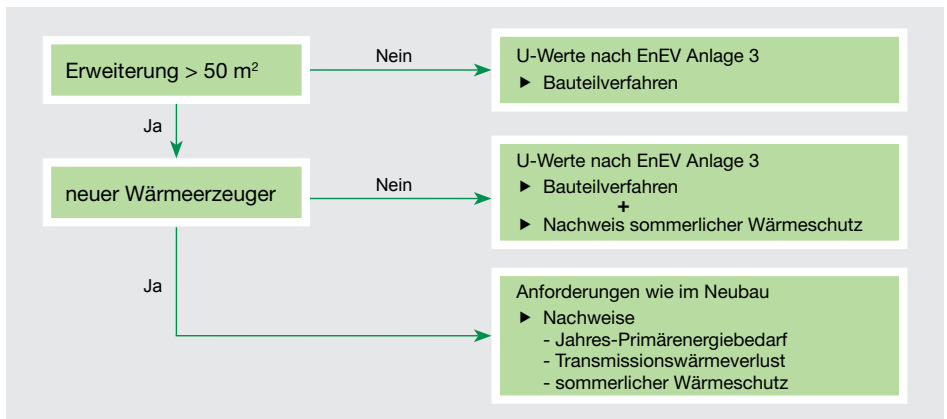 Erweiterung > 50 m²
Nein
U-Werte nach EnEV Anlage 3
▶ Bauteilverfahren
Ja
neuer Wärmeerzeuger
Nein
U-Werte nach EnEV Anlage 3
▶ Bauteilverfahren
+
▶ Nachweis sommerlicher Wärmeschutz
Ja
Anforderungen wie im Neubau
▶ Nachweise
- Jahres-Primärenergiebedarf
- Transmissionswärmeverlust
- sommerlicher Wärmeschutz